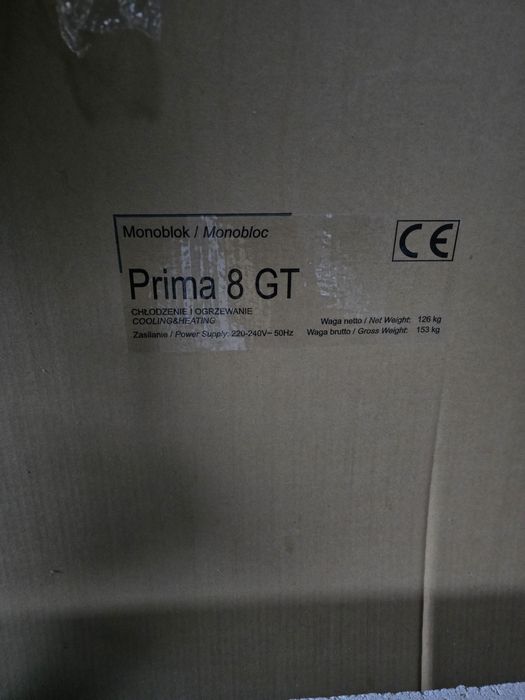 Monoblok / Monobloc
CE
Prima 8 GT
CHŁODZENIE I OGRZEWANIE
COOLING&HEATING
Zasilanie / Power Supply: 220-240V~ 50Hz
Waga netto / Net Weight: 126 kg
Waga brutto / Gross Weight: 153 kg